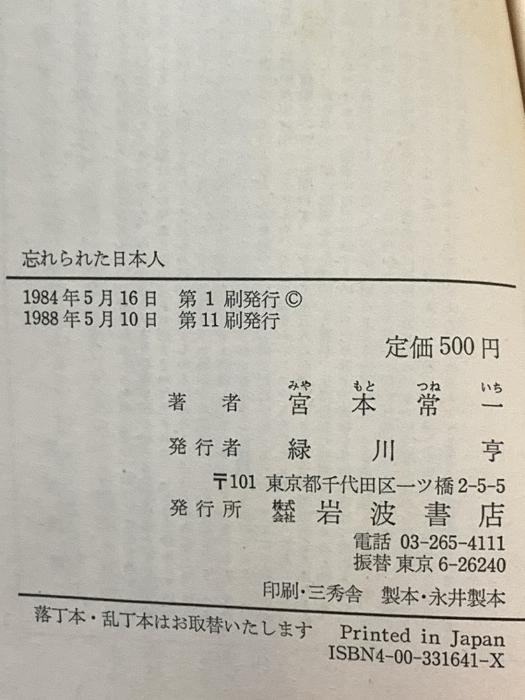 忘れられた日本人
1984年5月16日 第1刷発行©
1988年5月10日 第11刷発行
定価500円
みや もと つね いち
著者 宮本常一
発行者 緑川亨
〒101 東京都千代田区一ツ橋2-5-5
発行所 株式会社 岩波書店
電話 03-265-4111
振替 東京6-26240
印刷・三秀舎 製本・永井製本
落丁本・乱丁本はお取替いたします Printed in Japan
ISBN4-00-331641-X